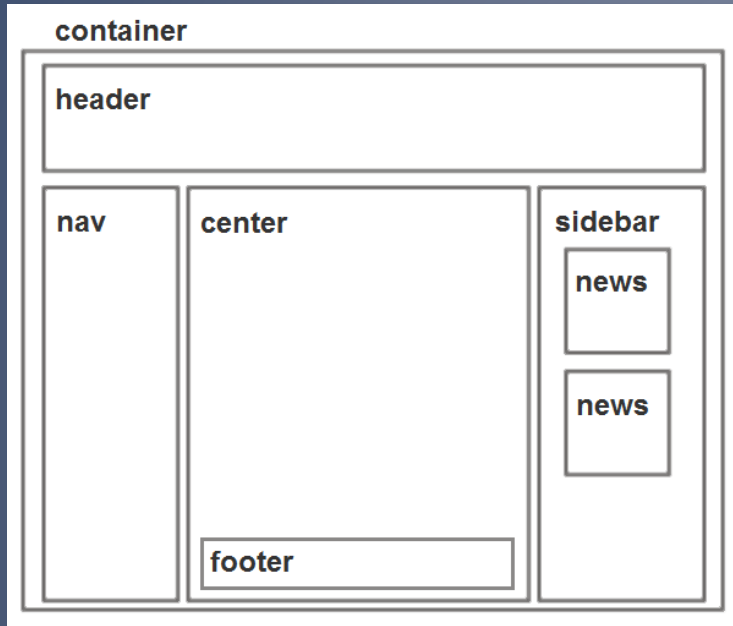 container
header
nav
center
sidebar
news
news
footer